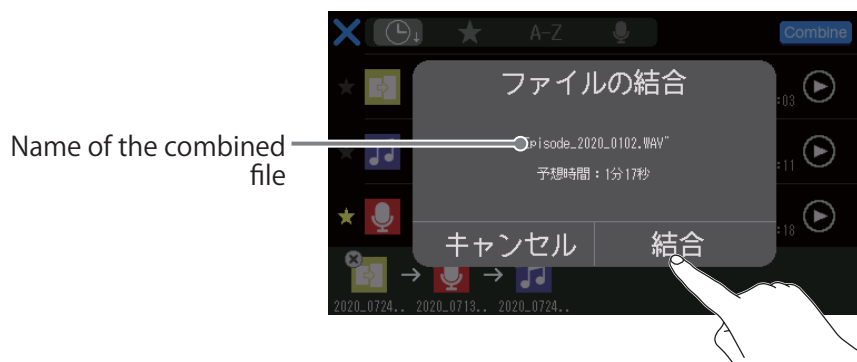 A-Z
Combine
ファイルの結合
:03
Name of the combined
file
pisode_2020_0102.WAV"
:11
予想時間：1分17秒
:18
キャンセル
結合
2020_0724..
2020_0713..
2020_0724..